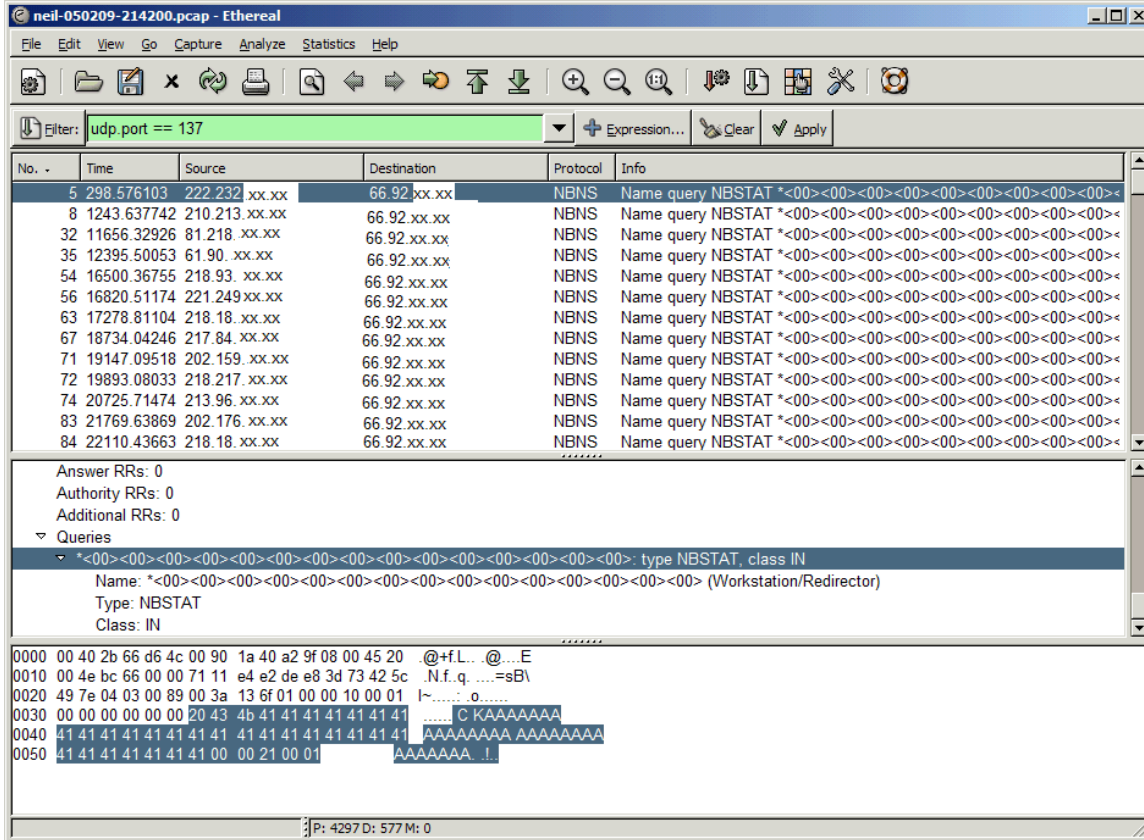 neil-050209-214200.pcap - Ethereal
File Edit View Go Capture Analyze Statistics Help
Filter: udp.port == 137 Expression... Clear Apply
No. Time Source Destination Protocol Info
5 298.576103 222.232 .xx.xx 66.92.xx.xx NBNS Name query NBSTAT *<00><00><00><00><00><00><00><00><00><
8 1243.637742 210.213.xx.xx 66.92.xx.xx NBNS Name query NBSTAT *<00><00><00><00><00><00><00><00><00><
32 11656.32926 81.218. xx.xx 66.92.xx.xx NBNS Name query NBSTAT *<00><00><00><00><00><00><00><00><00><
35 12395.50053 61.90. .xx.xx 66.92.xx.xx NBNS Name query NBSTAT *<00><00><00><00><00><00><00><00><00><
54 16500.36755 218.93. xx.xx 66.92.xx.xx NBNS Name query NBSTAT *<00><00><00><00><00><00><00><00><00><
56 16820.51174 221.249 xx.xx 66.92.xx.xx NBNS Name query NBSTAT *<00><00><00><00><00><00><00><00><00><
63 17278.81104 218.18. xx.xx 66.92.xx.xx NBNS Name query NBSTAT *<00><00><00><00><00><00><00><00><00><
67 18734.04246 217.84. xx.xx 66.92.xx.xx NBNS Name query NBSTAT *<00><00><00><00><00><00><00><00><00><
71 19147.09518 202.159. xx.xx 66.92.xx.xx NBNS Name query NBSTAT *<00><00><00><00><00><00><00><00><00><
72 19893.08033 218.217. xx.xx 66.92.xx.xx NBNS Name query NBSTAT *<00><00><00><00><00><00><00><00><00><
74 20725.71474 213.96. xx.xx 66.92.xx.xx NBNS Name query NBSTAT *<00><00><00><00><00><00><00><00><00><
83 21769.63869 202.176. xx.xx 66.92.xx.xx NBNS Name query NBSTAT *<00><00><00><00><00><00><00><00><00><
84 22110.43663 218.18. xx.xx 66.92.xx.xx NBNS Name query NBSTAT *<00><00><00><00><00><00><00><00><00><
Answer RRs: 0
Authority RRs: 0
Additional RRs: 0
Queries
*<00><00><00><00><00><00><00><00><00><00><00><00><00><00><00>: type NBSTAT, class IN
Name: *<00><00><00><00><00><00><00><00><00><00><00><00><00><00><00> (Workstation/Redirector)
Type: NBSTAT
Class: IN
0000 00 40 2b 66 d6 4c 00 90 1a 40 a2 9f 08 00 45 20 .@+f.L.. .@....E
0010 00 4e bc 66 00 00 71 11 e4 e2 de e8 3d 73 42 5c .N.f..q. ....=sB\
0020 49 7e 04 03 00 89 00 3a 13 6f 01 00 00 10 00 01 I~.....: .o......
0030 00 00 00 00 00 00 20 43 4b 41 41 41 41 41 41 41 ...... C KAAAAAAA
0040 41 41 41 41 41 41 41 41 41 41 41 41 41 41 41 41 AAAAAAAA AAAAAAAA
0050 41 41 41 41 41 41 41 00 00 21 00 01 AAAAAAA. .!..
P: 4297 D: 577 M: 0